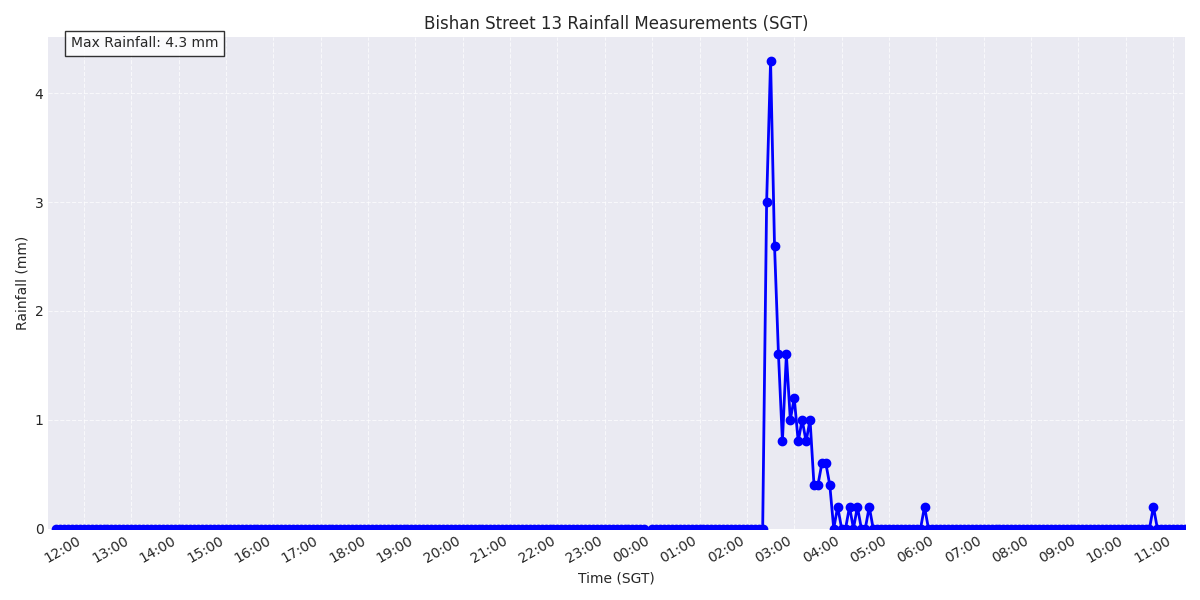 Bishan Street 13 Rainfall Measurements (SGT)
Max Rainfall: 4.3 mm
Rainfall (mm)
4
3
2
1
0
12:00 13:00 14:00 15:00 16:00 17:00 18:00 19:00 20:00 21:00 22:00 23:00 00:00 01:00 02:00 03:00 04:00 05:00 06:00 07:00 08:00 09:00 10:00 11:00
Time (SGT)